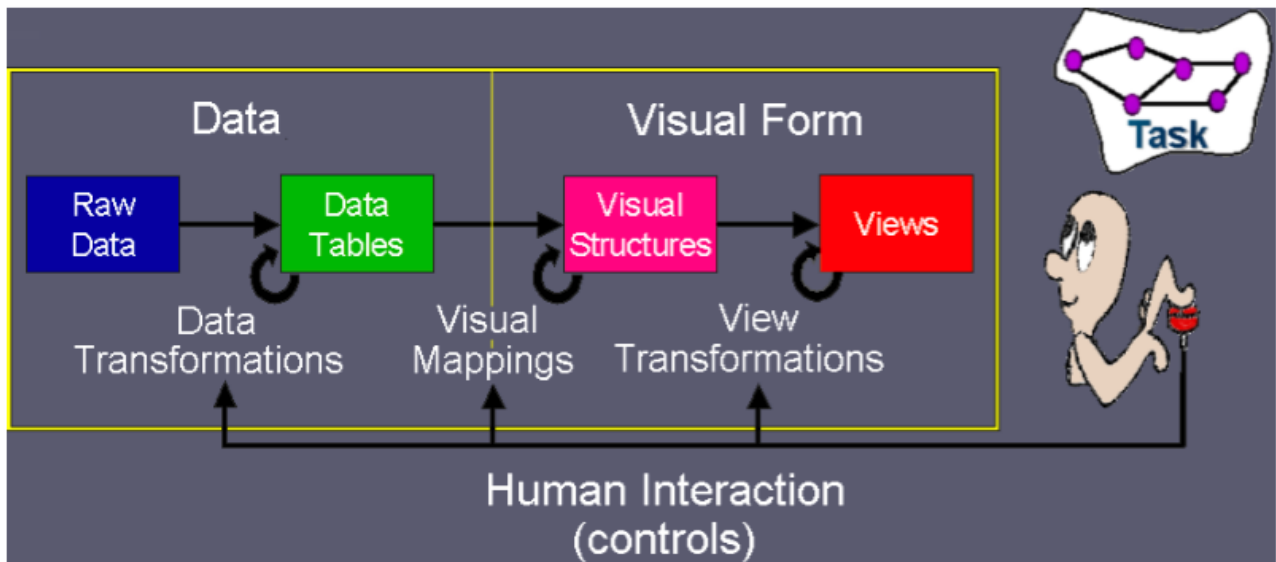 Task
Data
Visual Form
Raw
Data
Data
Tables
Visual
Structures
Views
Data
Transformations
Visual
Mappings
View
Transformations
Human Interaction
(controls)